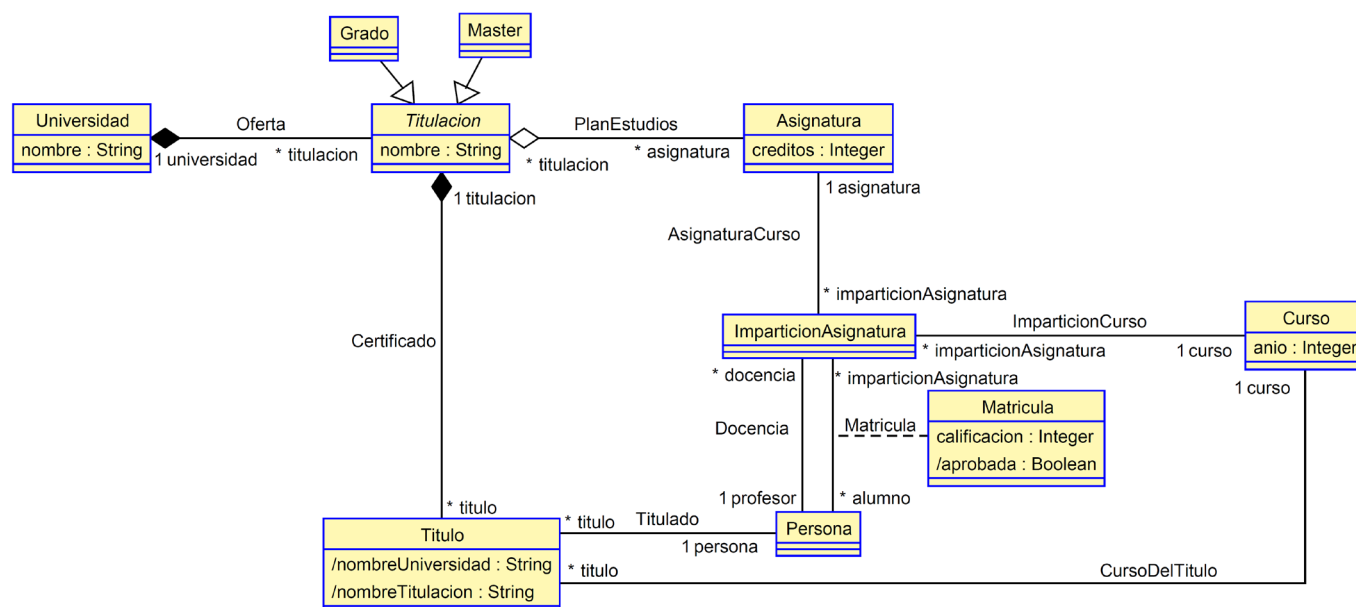 Grado
Master
Universidad
nombre : String
Oferta
1 universidad
* titulacion
Titulacion
nombre : String
PlanEstudios
* titulacion
* asignatura
Asignatura
creditos : Integer
1 titulacion
1 asignatura
AsignaturaCurso
* imparticionAsignatura
Certificado
ImparticionAsignatura
ImparticionCurso
* imparticionAsignatura
1 curso
Curso
anio : Integer
* docencia
* imparticionAsignatura
1 curso
Docencia
Matricula
Matricula
calificacion : Integer
/aprobada : Boolean
1 profesor
* alumno
* titulo
Titulo
/nombreUniversidad : String
/nombreTitulacion : String
* titulo
Titulado
1 persona
Persona
* titulo
CursoDelTitulo